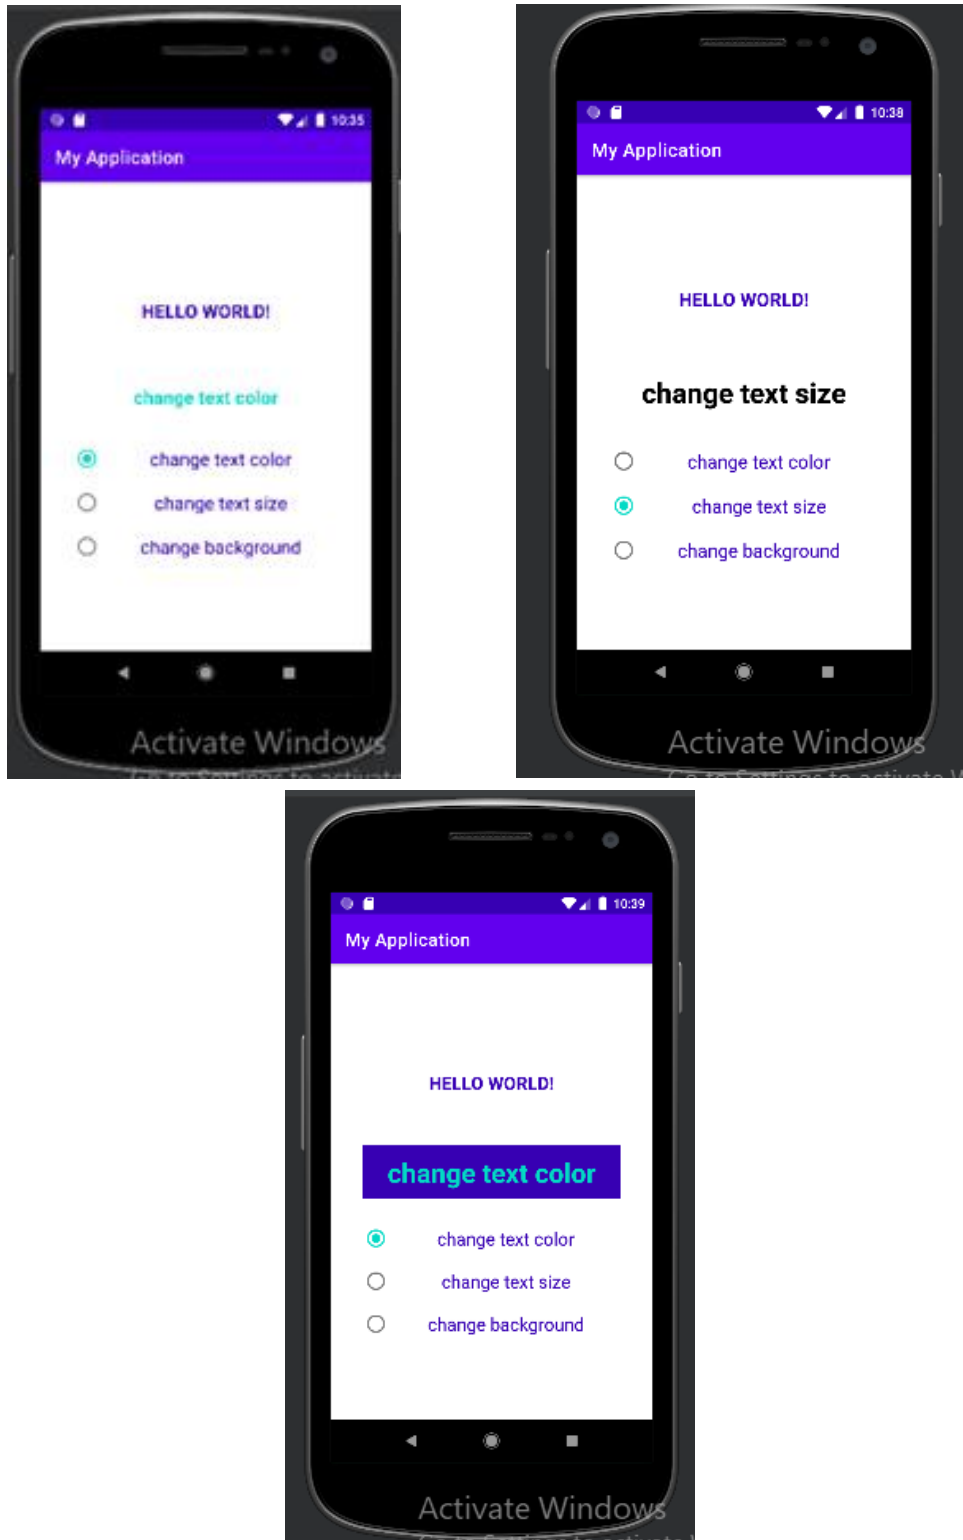 10:35
My Application
HELLO WORLD!
change text color
change text color
change text size
change background
Activate Windows
10:38
My Application
HELLO WORLD!
change text size
change text color
change text size
change background
Activate Windows
10:39
My Application
HELLO WORLD!
change text color
change text color
change text size
change background
Activate Windows